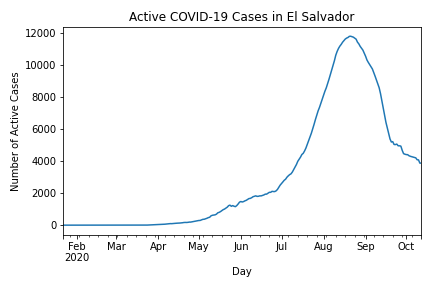 Active COVID-19 Cases in El Salvador
12000
10000
8000
6000
4000
2000
0
Number of Active Cases
Feb Mar Apr May Jun Jul Aug Sep Oct
2020
Day